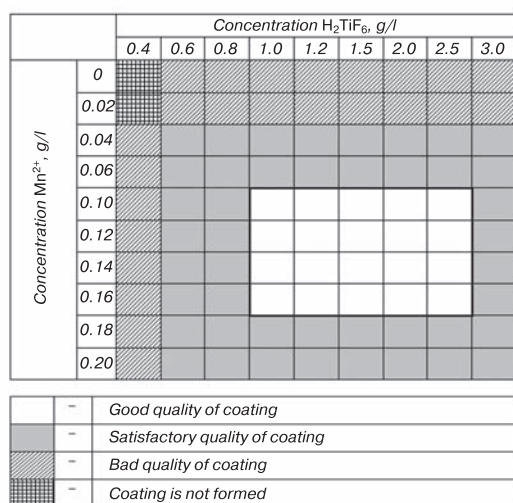 Concentration H₂TiF₆, g/l
0.4 0.6 0.8 1.0 1.2 1.5 2.0 2.5 3.0
Concentration Mn²⁺, g/l
0
0.02
0.04
0.06
0.10
0.12
0.14
0.16
0.18
0.20
– Good quality of coating
– Satisfactory quality of coating
– Bad quality of coating
– Coating is not formed